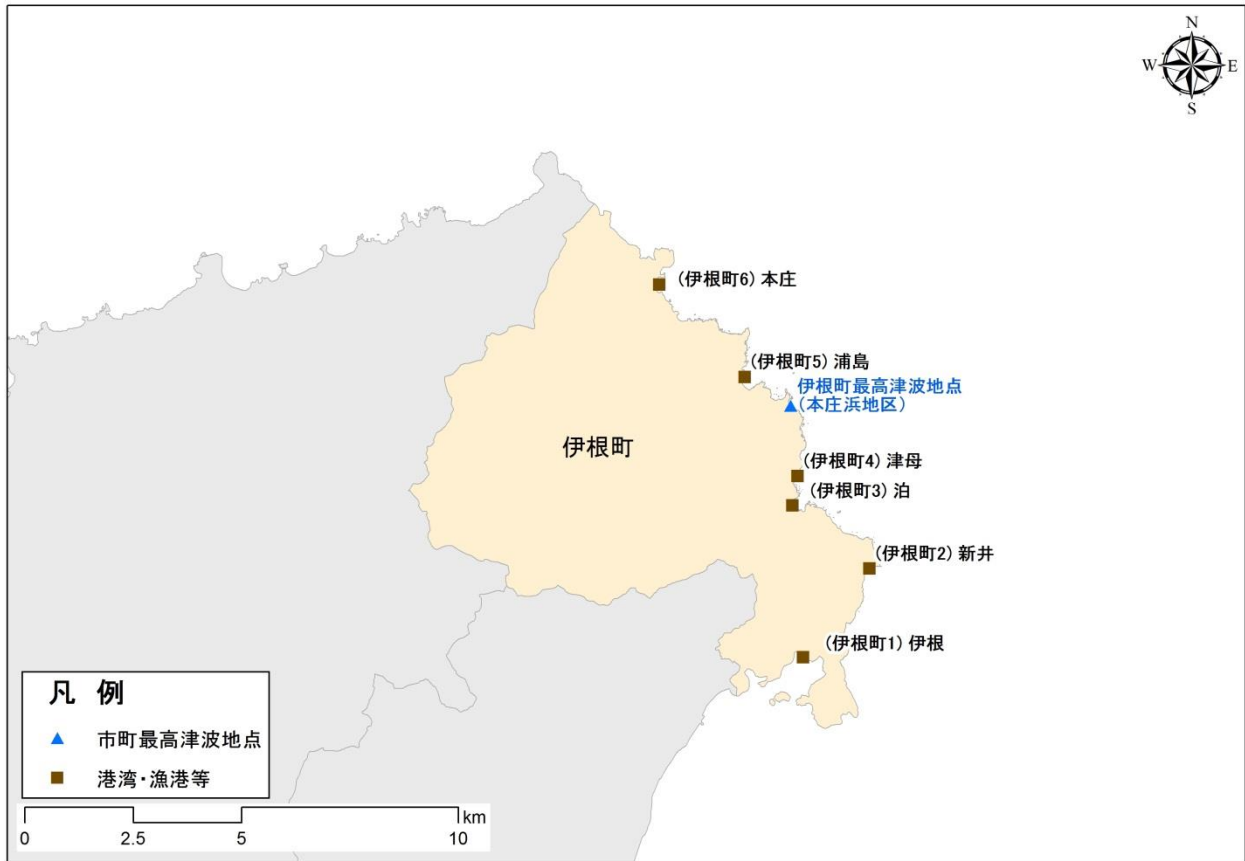 N
W E
S
(伊根町6) 本庄
(伊根町5) 浦島
伊根町最高津波地点
(本庄浜地区)
伊根町
(伊根町4) 津母
(伊根町3) 泊
(伊根町2) 新井
(伊根町1) 伊根
凡 例
市町最高津波地点
港湾・漁港等
km
0 2.5 5 10